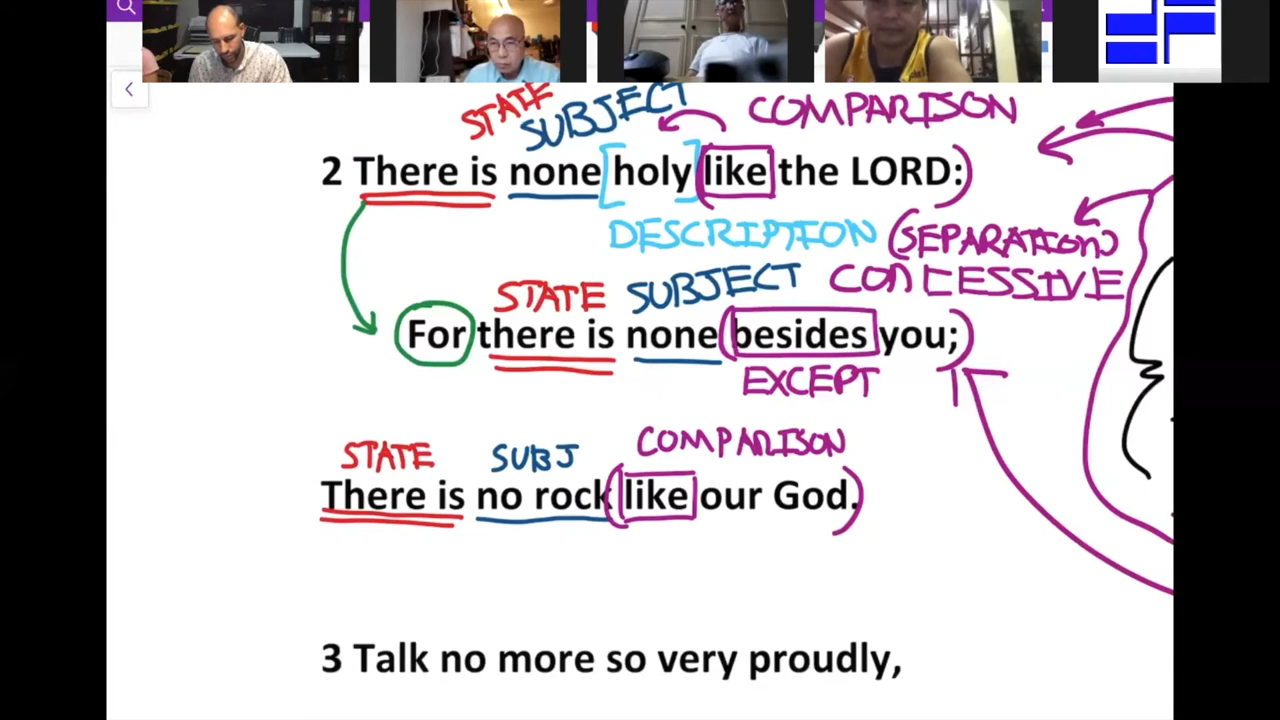 STATE SUBJECT COMPARISON
2 There is none holy like the LORD:
DESCRIPTION (SEPARATION)
STATE SUBJECT CONCESSIVE
For there is none besides you;
EXCEPT
STATE SUBJ COMPARISON
There is no rock like our God.
3 Talk no more so very proudly,